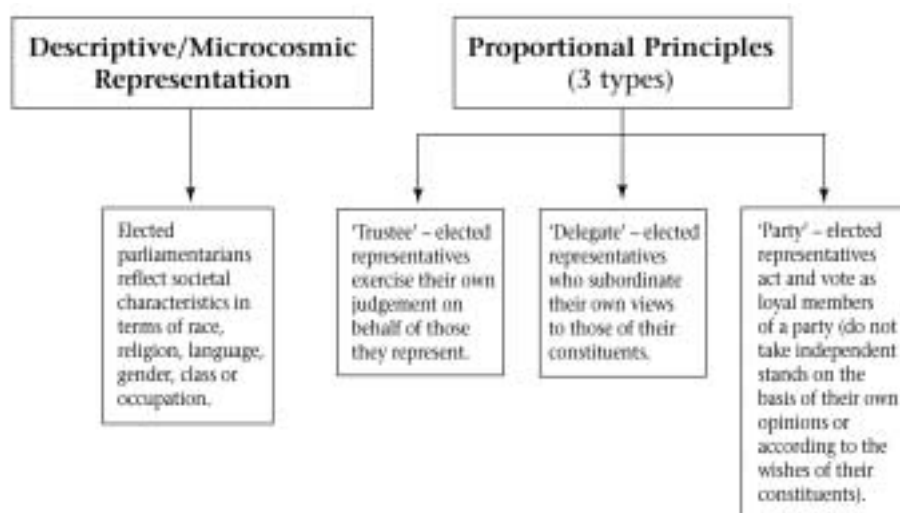 Descriptive/Microcosmic
Representation
Proportional Principles
(3 types)
Elected
parliamentarians
reflect societal
characteristics in
terms of race,
religion, language,
gender, class or
occupation.
'Trustee' – elected
representatives
exercise their own
judgement on
behalf of those
they represent.
'Delegate' – elected
representatives
who subordinate
their own views
to those of their
constituents.
'Party' – elected
representatives
act and vote as
loyal members
of a party (do not
take independent
stands on the
basis of their own
opinions or
according to the
wishes of their
constituents).